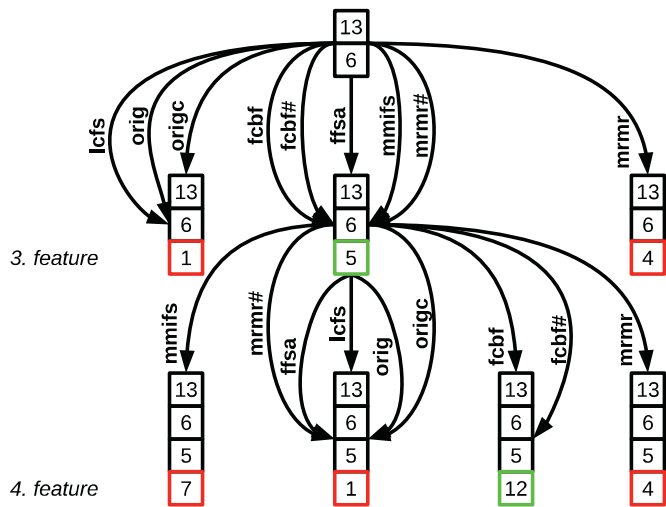 13
6
lcfs
orig
origc
fcbf
fcbf#
ffsa
mmifs
mrmr#
mrmr
13
6
1
13
6
5
13
6
4
3. feature
mmifs
mrmr#
ffsa
lcfs
orig
origc
fcbf
fcbf#
mrmr
13
6
5
7
13
6
5
1
13
6
5
12
13
6
5
4
4. feature